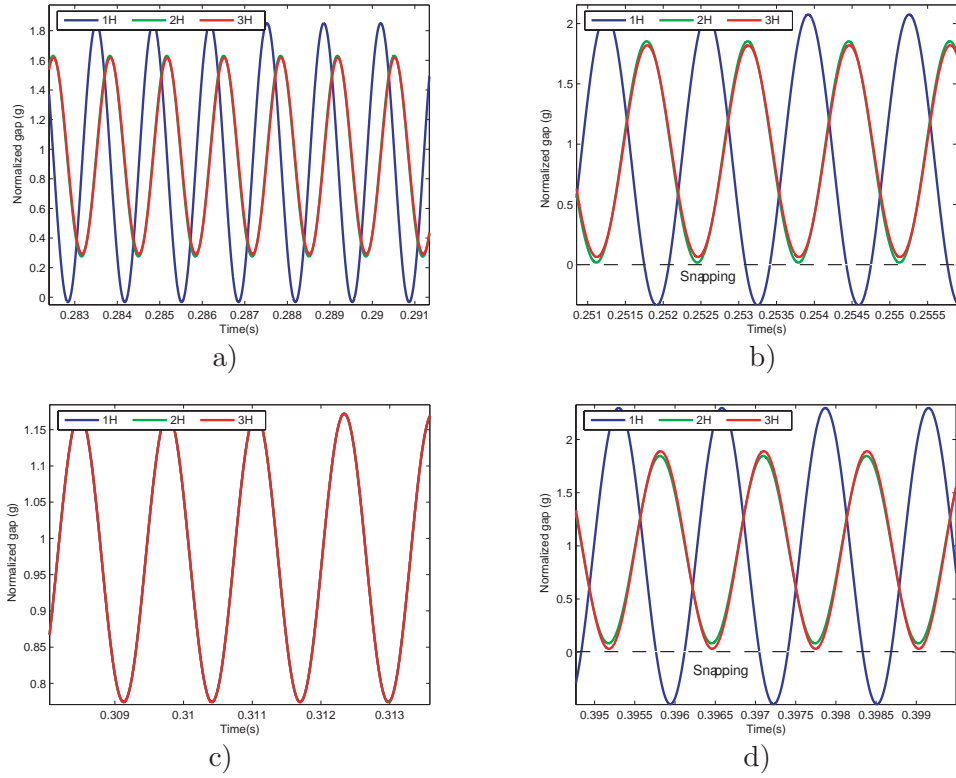 1H 2H 3H
Normalized gap (g)
1.8
1.6
1.4
1.2
1
0.8
0.6
0.4
0.2
0
0.283 0.284 0.285 0.286 0.287 0.288 0.289 0.29 0.291
Time(s)
a)
1H 2H 3H
Normalized gap (g)
2
1.5
1
0.5
0
Snapping
0.251 0.2515 0.252 0.2525 0.253 0.2535 0.254 0.2545 0.255 0.2555
Time(s)
b)
1H 2H 3H
Normalized gap (g)
1.15
1.1
1.05
1
0.95
0.9
0.85
0.8
0.309 0.31 0.311 0.312 0.313
Time(s)
c)
1H 2H 3H
Normalized gap (g)
2
1.5
1
0.5
0
Snapping
0.395 0.3955 0.396 0.3965 0.397 0.3975 0.398 0.3985 0.399
Time(s)
d)